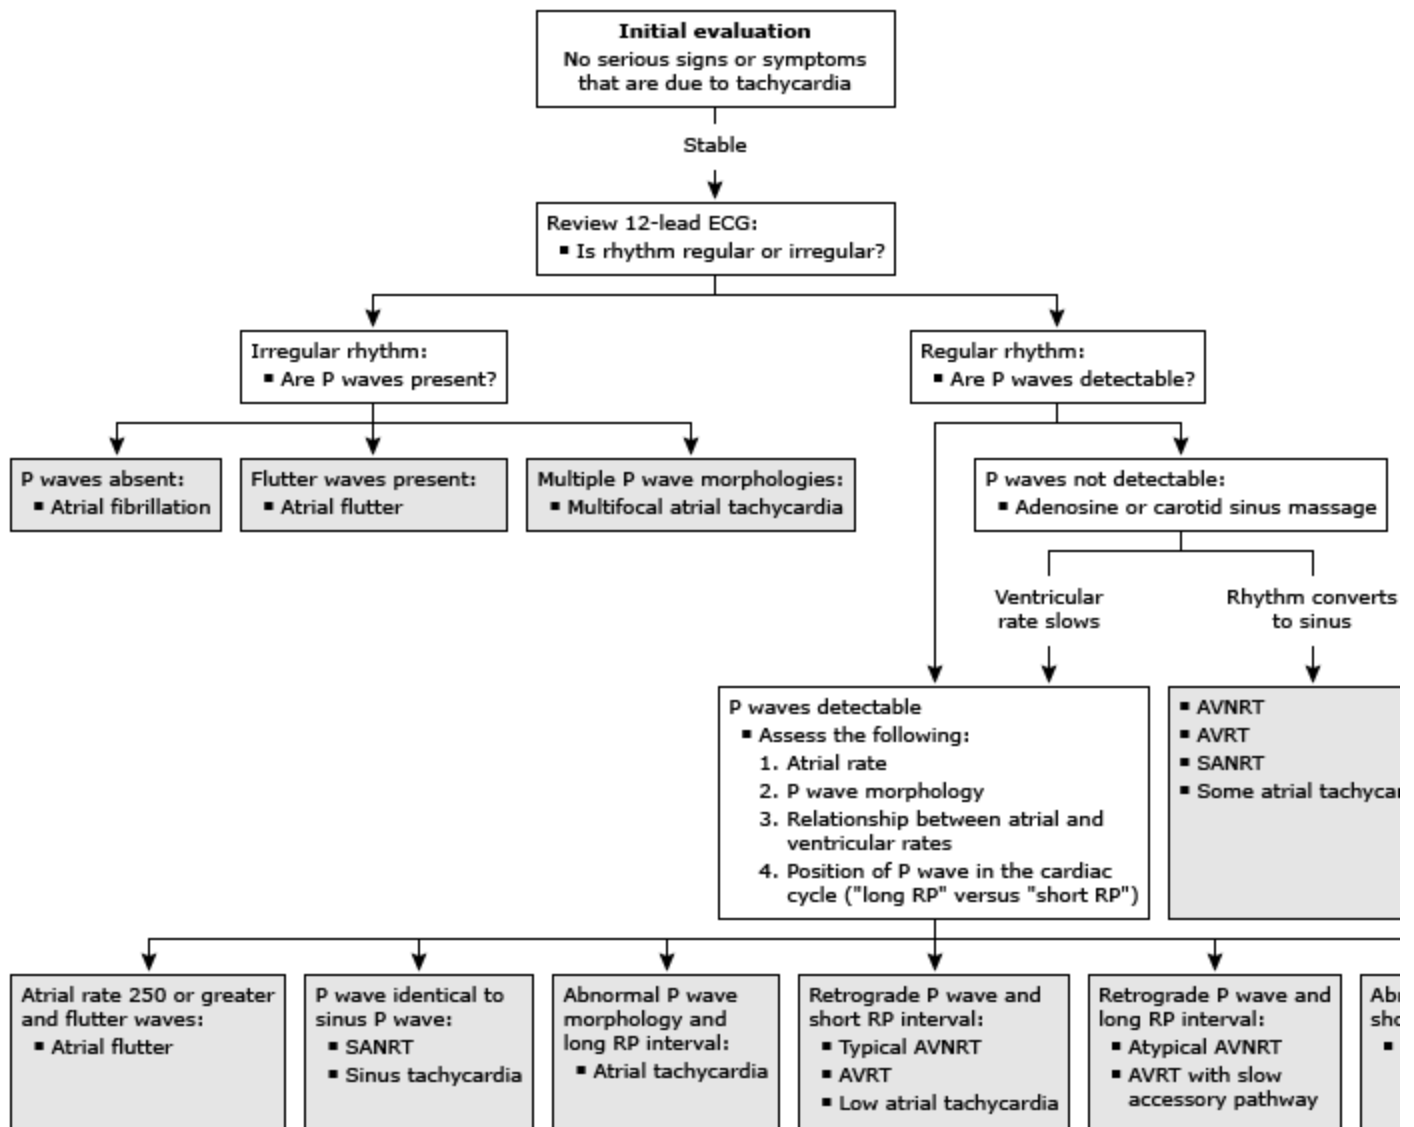 Initial evaluation
No serious signs or symptoms
that are due to tachycardia
Stable
Review 12-lead ECG:
▪ Is rhythm regular or irregular?
Irregular rhythm:
▪ Are P waves present?
Regular rhythm:
▪ Are P waves detectable?
P waves absent:
▪ Atrial fibrillation
Flutter waves present:
▪ Atrial flutter
Multiple P wave morphologies:
▪ Multifocal atrial tachycardia
P waves not detectable:
▪ Adenosine or carotid sinus massage
Ventricular
rate slows
Rhythm converts
to sinus
P waves detectable
▪ Assess the following:
1. Atrial rate
2. P wave morphology
3. Relationship between atrial and
ventricular rates
4. Position of P wave in the cardiac
cycle ("long RP" versus "short RP")
▪ AVNRT
▪ AVRT
▪ SANRT
▪ Some atrial
Atrial rate 250 or greater
and flutter waves:
▪ Atrial flutter
P wave identical to
sinus P wave:
▪ SANRT
▪ Sinus tachycardia
Abnormal P wave
morphology and
long RP interval:
▪ Atrial tachycardia
Retrograde P wave and
short RP interval:
▪ Typical AVNRT
▪ AVRT
▪ Low atrial tachycardia
Retrograde P wave and
long RP interval:
▪ Atypical AVNRT
▪ AVRT with slow
accessory pathway